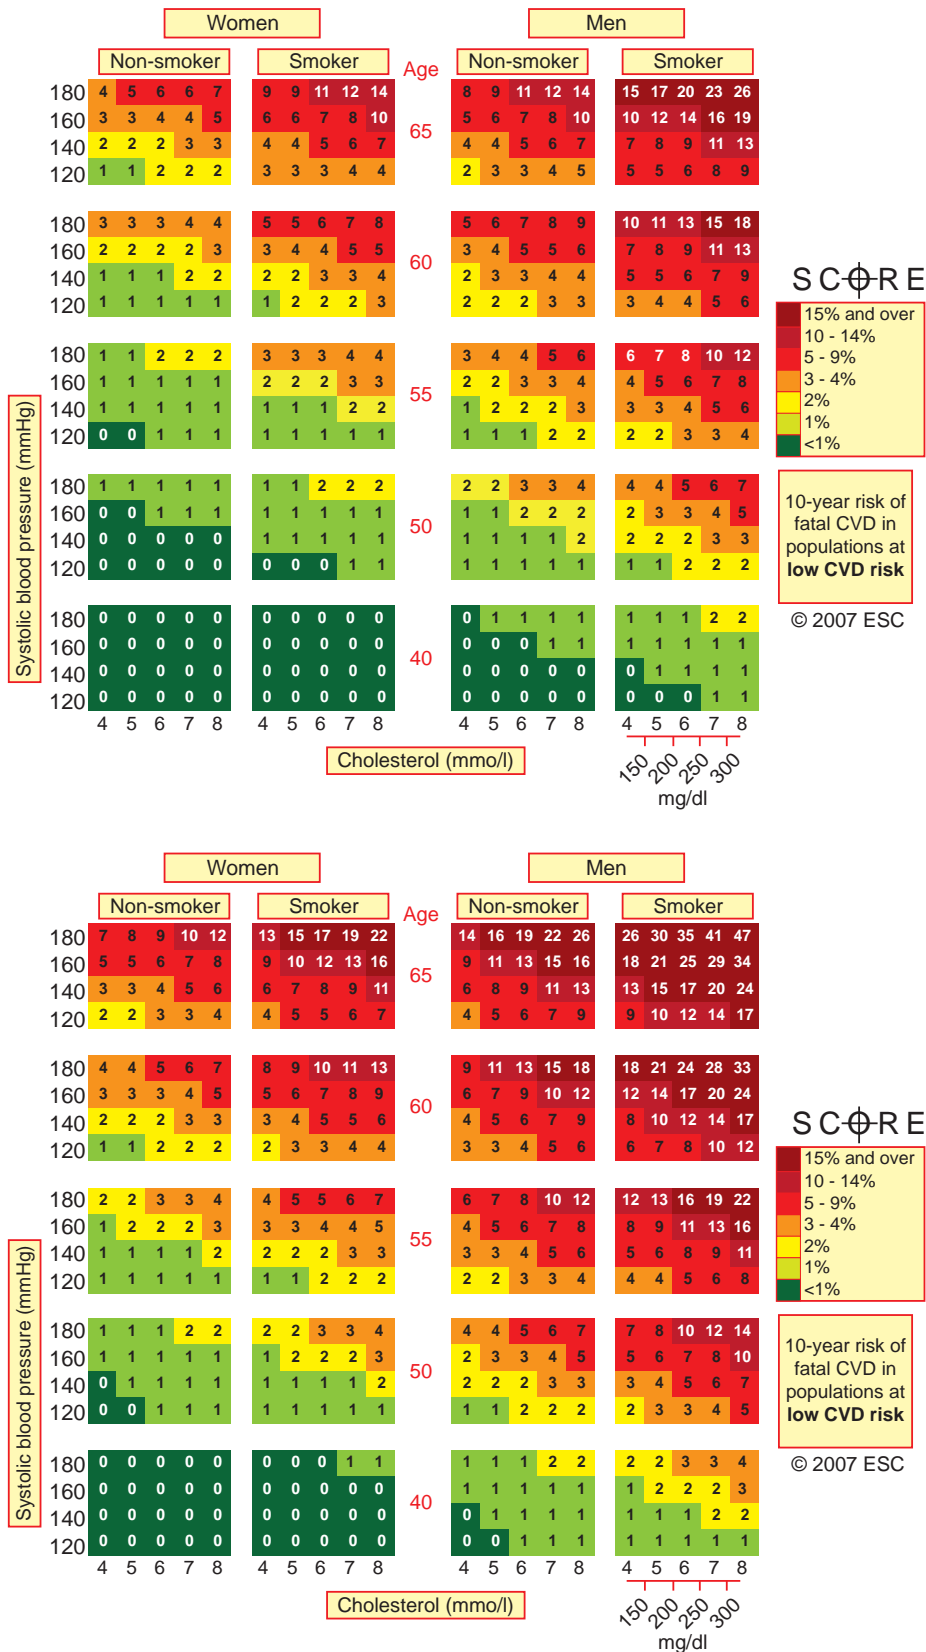 Women Men
Non-smoker Smoker Age Non-smoker Smoker
180 4 5 6 6 7 9 9 11 12 14 8 9 11 12 14 15 17 20 23 26
160 3 3 4 4 5 6 6 7 8 10 65 5 6 7 8 10 10 12 14 16 19
140 2 2 2 3 3 4 4 5 6 7 4 4 5 6 7 7 8 9 11 13
120 1 1 2 2 2 3 3 3 4 4 2 3 3 4 5 5 5 6 8 9
180 3 3 3 4 4 5 5 6 7 8 5 6 7 8 9 10 11 13 15 18
160 2 2 2 2 3 3 4 4 5 5 60 3 4 5 5 6 7 8 9 11 13
140 1 1 1 2 2 2 2 3 3 4 2 3 3 4 4 5 5 6 7 9
120 1 1 1 1 1 1 2 2 2 3 2 2 2 3 3 3 4 4 5 6
180 1 1 2 2 2 3 3 3 4 4 3 4 4 5 6 6 7 8 10 12
160 1 1 1 1 1 2 2 2 3 3 55 2 2 3 3 4 4 5 6 7 8
140 1 1 1 1 1 1 1 1 2 2 1 2 2 2 3 3 3 4 5 6
120 0 0 1 1 1 1 1 1 1 1 1 1 1 2 2 2 2 3 3 4
180 1 1 1 1 1 1 1 2 2 2 2 2 3 3 4 4 4 5 6 7
160 0 0 1 1 1 1 1 1 1 1 50 1 1 2 2 2 2 3 3 4 5
140 0 0 0 0 0 1 1 1 1 1 1 1 1 1 2 2 2 2 3 3
120 0 0 0 0 0 0 0 0 1 1 1 1 1 1 1 1 1 2 2 2
180 0 0 0 0 0 0 0 0 0 0 0 1 1 1 1 1 1 1 2 2
160 0 0 0 0 0 0 0 0 0 0 40 0 0 0 1 1 1 1 1 1 1
140 0 0 0 0 0 0 0 0 0 0 0 0 0 0 0 0 1 1 1 1
120 0 0 0 0 0 0 0 0 0 0 0 0 0 0 0 0 0 0 1 1
4 5 6 7 8 4 5 6 7 8 4 5 6 7 8 4 5 6 7 8
Systolic blood pressure (mmHg)
Cholesterol (mmo/l)
150 200 250 300
mg/dl
SCORE
15% and over
10 - 14%
5 - 9%
3 - 4%
2%
1%
<1%
10-year risk of
fatal CVD in
populations at
low CVD risk
© 2007 ESC
Women Men
Non-smoker Smoker Age Non-smoker Smoker
180 7 8 9 10 12 13 15 17 19 22 14 16 19 22 26 26 30 35 41 47
160 5 5 6 7 8 9 10 12 13 16 65 9 11 13 15 16 18 21 25 29 34
140 3 3 4 5 6 6 7 8 9 11 6 8 9 11 13 13 15 17 20 24
120 2 2 3 3 4 4 5 5 6 7 4 5 6 7 9 9 10 12 14 17
180 4 4 5 6 7 8 9 10 11 13 9 11 13 15 18 18 21 24 28 33
160 3 3 3 4 5 5 6 7 8 9 60 6 7 9 10 12 12 14 17 20 24
140 2 2 2 3 3 3 4 5 5 6 4 5 6 7 9 8 10 12 14 17
120 1 1 2 2 2 2 3 3 4 4 3 3 4 5 6 6 7 8 10 12
180 2 2 3 3 4 4 5 5 6 7 6 7 8 10 12 12 13 16 19 22
160 1 2 2 2 3 3 3 4 4 5 55 4 5 6 7 8 8 9 11 13 16
140 1 1 1 1 2 2 2 2 3 3 3 3 4 5 6 5 6 8 9 11
120 1 1 1 1 1 1 1 2 2 2 2 2 3 3 4 4 4 5 6 8
180 1 1 1 2 2 2 2 3 3 4 4 4 5 6 7 7 8 10 12 14
160 1 1 1 1 1 1 2 2 2 3 50 2 3 3 4 5 5 6 7 8 10
140 0 1 1 1 1 1 1 1 1 2 2 2 2 3 3 3 4 5 6 7
120 0 0 1 1 1 1 1 1 1 1 1 1 2 2 2 2 3 3 4 5
180 0 0 0 0 0 0 0 0 1 1 1 1 1 2 2 2 2 3 3 4
160 0 0 0 0 0 0 0 0 0 0 40 1 1 1 1 1 1 2 2 2 3
140 0 0 0 0 0 0 0 0 0 0 0 1 1 1 1 1 1 1 2 2
120 0 0 0 0 0 0 0 0 0 0 0 0 1 1 1 1 1 1 1 1
4 5 6 7 8 4 5 6 7 8 4 5 6 7 8 4 5 6 7 8
Systolic blood pressure (mmHg)
Cholesterol (mmo/l)
150 200 250 300
mg/dl
SCORE
15% and over
10 - 14%
5 - 9%
3 - 4%
2%
1%
<1%
10-year risk of
fatal CVD in
populations at
low CVD risk
© 2007 ESC